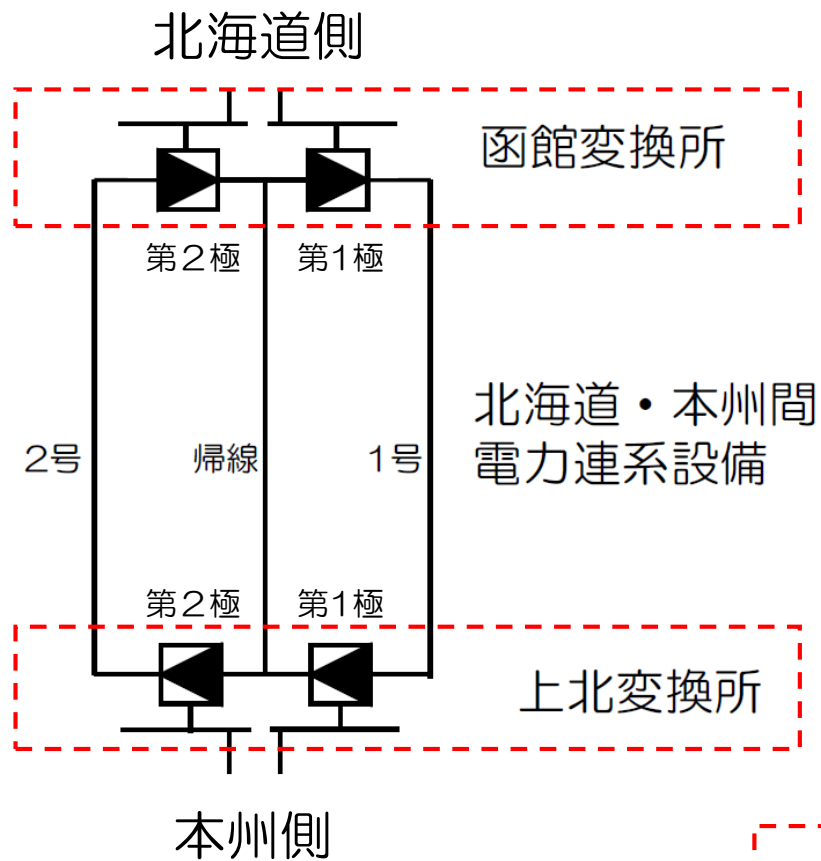 北海道側
函館変換所
第2極
第1極
北海道・本州間
電力連系設備
2号
帰線
1号
第2極
第1極
上北変換所
本州側